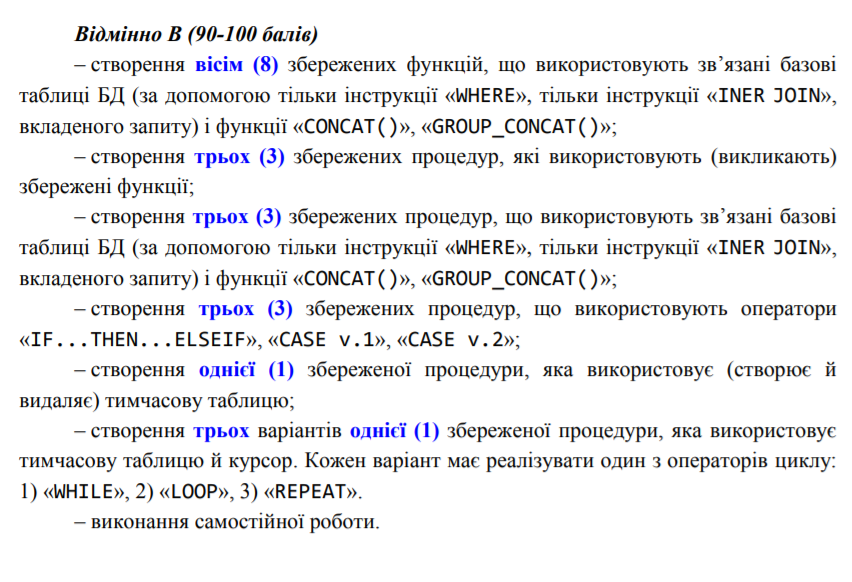 Відмінно В (90-100 балів)
– створення вісім (8) збережених функцій, що використовують зв’язані базові
таблиці БД (за допомогою тільки інструкції «WHERE», тільки інструкції «INER JOIN»,
вкладеного запиту) і функції «CONCAT()», «GROUP_CONCAT()»;
– створення трьох (3) збережених процедур, які використовують (викликають)
збережені функції;
– створення трьох (3) збережених процедур, що використовують зв’язані базові
таблиці БД (за допомогою тільки інструкції «WHERE», тільки інструкції «INER JOIN»,
вкладеного запиту) і функції «CONCAT()», «GROUP_CONCAT()»;
– створення трьох (3) збережених процедур, що використовують оператори
«IF...THEN...ELSEIF», «CASE v.1», «CASE v.2»;
– створення однієї (1) збереженої процедури, яка використовує (створює й
видаляє) тимчасову таблицю;
– створення трьох варіантів однієї (1) збереженої процедури, яка використовує
тимчасову таблицю й курсор. Кожен варіант має реалізувати один з операторів циклу:
1) «WHILE», 2) «LOOP», 3) «REPEAT».
– виконання самостійної роботи.